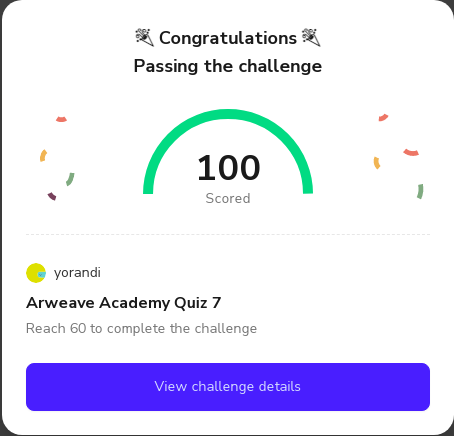 🎉 Congratulations 🎉
Passing the challenge
100
Scored
yorandi
Arweave Academy Quiz 7
Reach 60 to complete the challenge
View challenge details